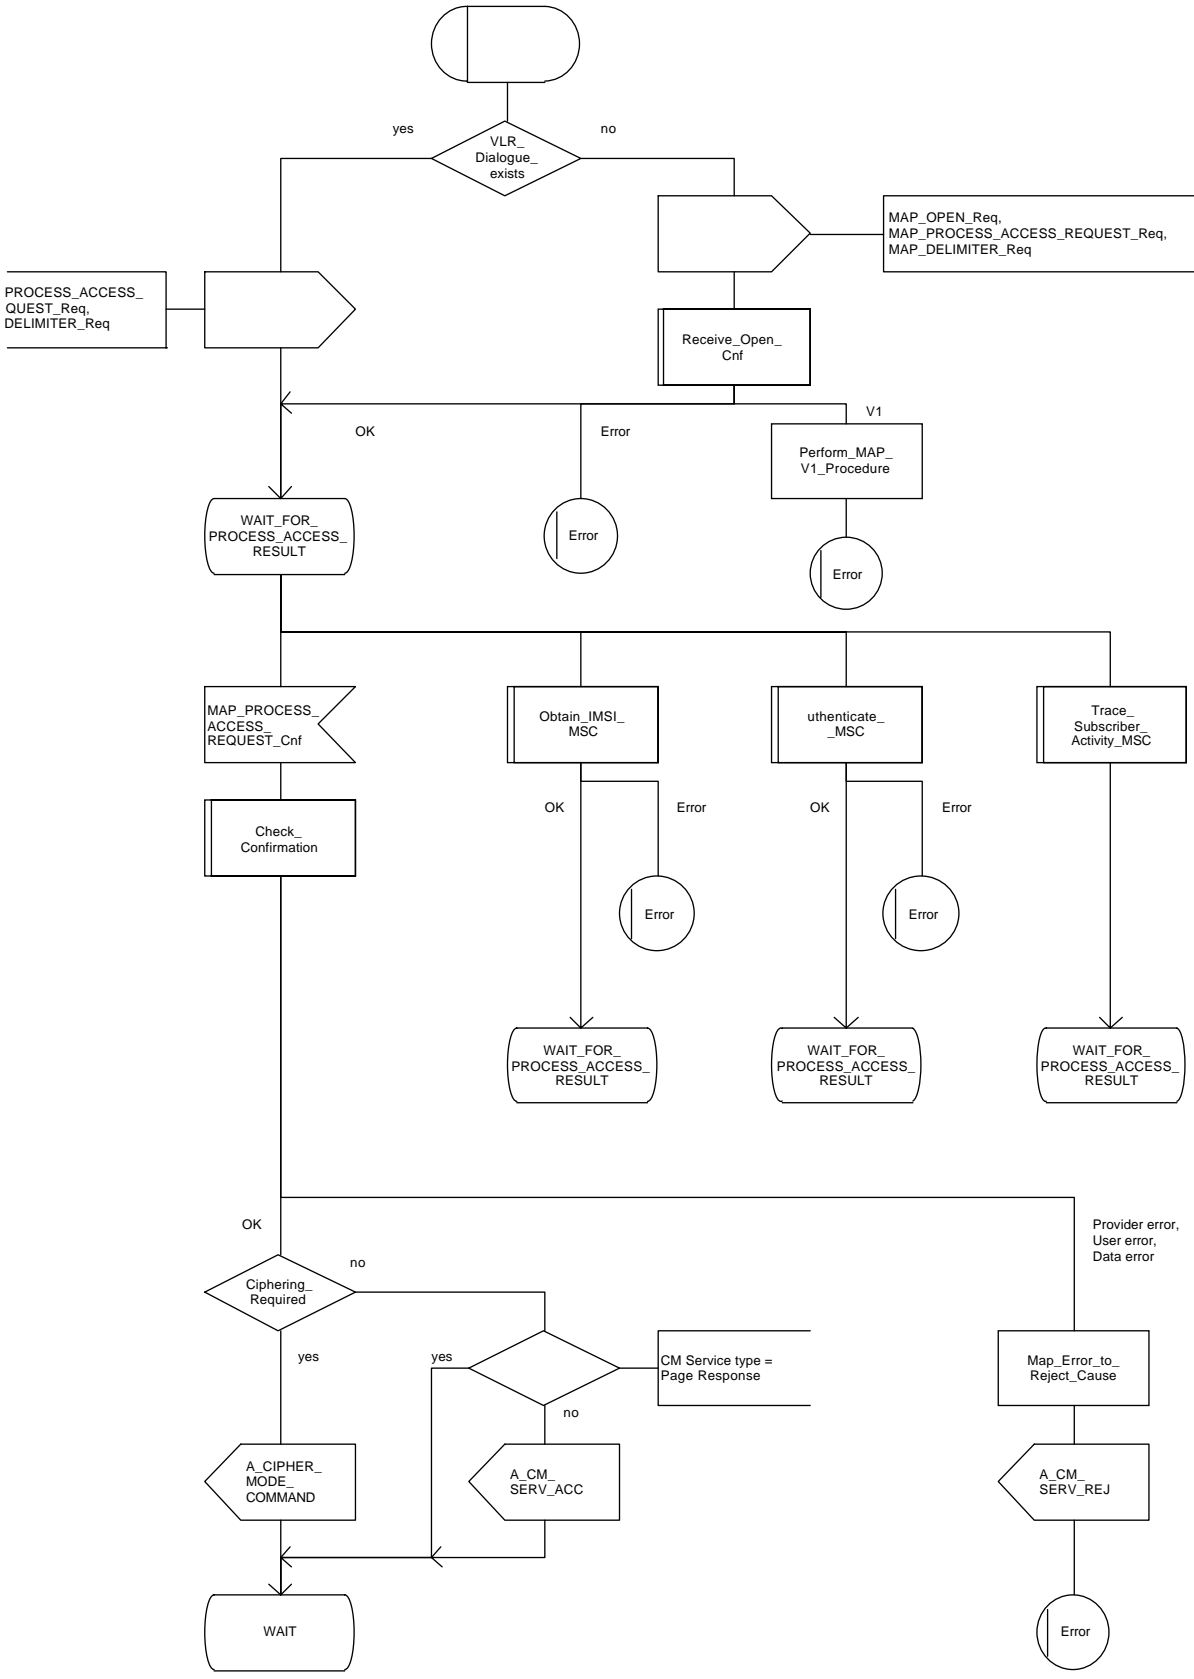 yes
no
VLR_
Dialogue_
exists
MAP_OPEN_Req,
MAP_PROCESS_ACCESS_REQUEST_Req,
MAP_DELIMITER_Req
PROCESS_ACCESS_
QUEST_Req,
DELIMITER_Req
Receive_Open_
Cnf
OK
Error
V1
Perform_MAP_
V1_Procedure
WAIT_FOR_
PROCESS_ACCESS_
RESULT
Error
Error
MAP_PROCESS_
ACCESS_
REQUEST_Cnf
Obtain_IMSI_
MSC
uthenticate_
_MSC
Trace_
Subscriber_
Activity_MSC
OK
Error
OK
Error
Check_
Confirmation
Error
Error
WAIT_FOR_
PROCESS_ACCESS_
RESULT
WAIT_FOR_
PROCESS_ACCESS_
RESULT
WAIT_FOR_
PROCESS_ACCESS_
RESULT
OK
Provider error,
User error,
Data error
Ciphering_
Required
no
yes
yes
CM Service type =
Page Response
Map_Error_to_
Reject_Cause
no
A_CIPHER_
MODE_
COMMAND
A_CM_
SERV_ACC
A_CM_
SERV_REJ
WAIT
Error